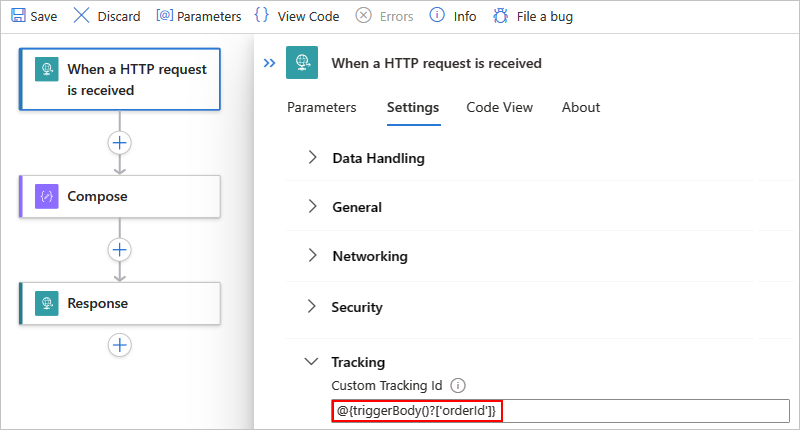 Save Discard [@] Parameters {} View Code Errors Info File a bug
When a HTTP request
is received
Compose
Response
When a HTTP request is received
Parameters Settings Code View About
Data Handling
General
Networking
Security
Tracking
Custom Tracking Id
@{triggerBody()?['orderId']}